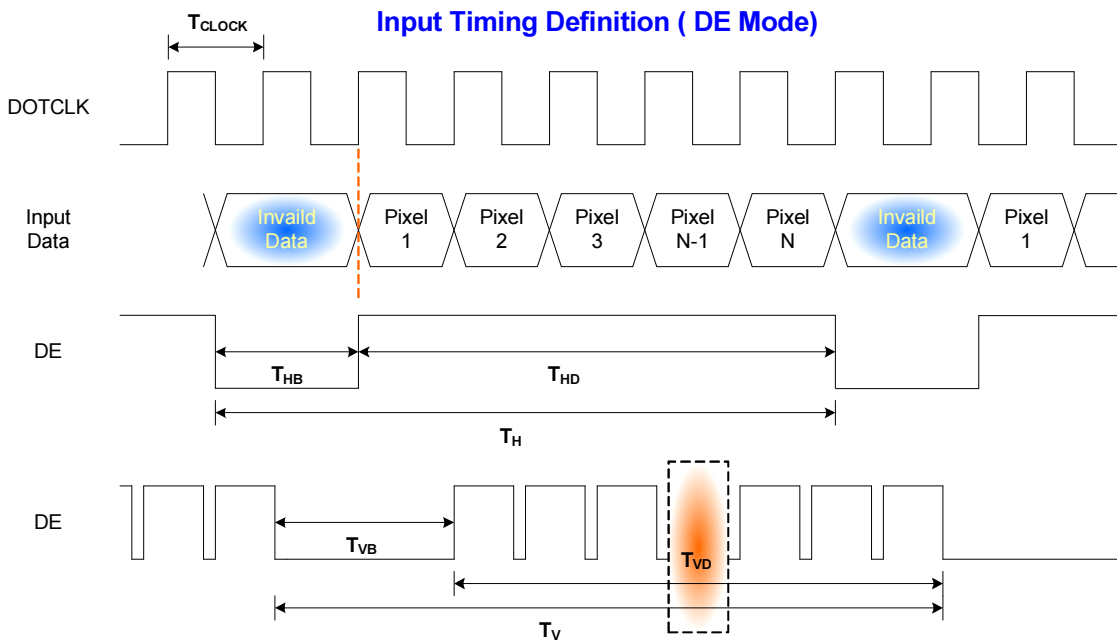 Input Timing Definition ( DE Mode)
TCLOCK
DOTCLK
Input
Data
Invaild
Data
Pixel
1
Pixel
2
Pixel
3
Pixel
N-1
Pixel
N
Invaild
Data
Pixel
1
DE
THB
THD
TH
DE
TVB
TVD
TV